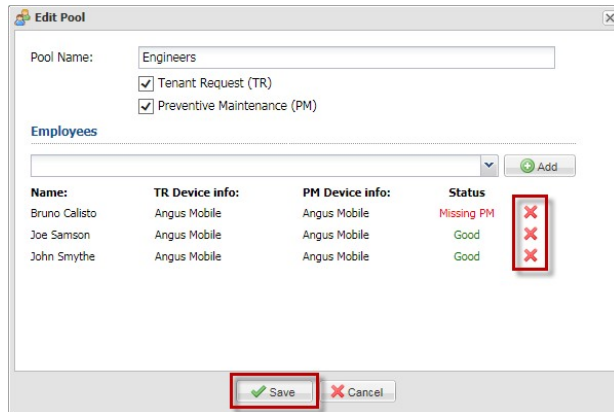 Edit Pool
Pool Name: Engineers
Tenant Request (TR)
Preventive Maintenance (PM)
Employees
Add
Name: TR Device info: PM Device info: Status
Bruno Calisto Angus Mobile Angus Mobile Missing PM
Joe Samson Angus Mobile Angus Mobile Good
John Smythe Angus Mobile Angus Mobile Good
Save Cancel